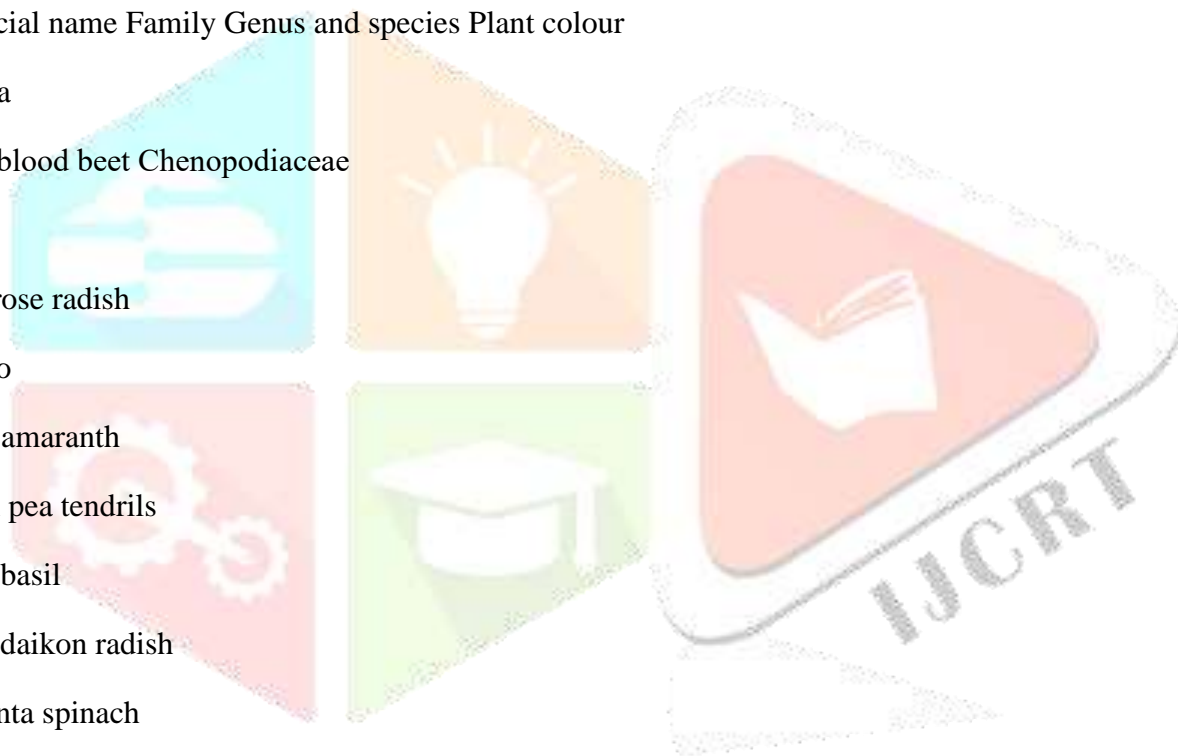 cial name Family Genus and species Plant colour
a
blood beet Chenopodiaceae
rose radish
o
amaranth
pea tendrils
basil
daikon radish
nta spinach
IJCRT